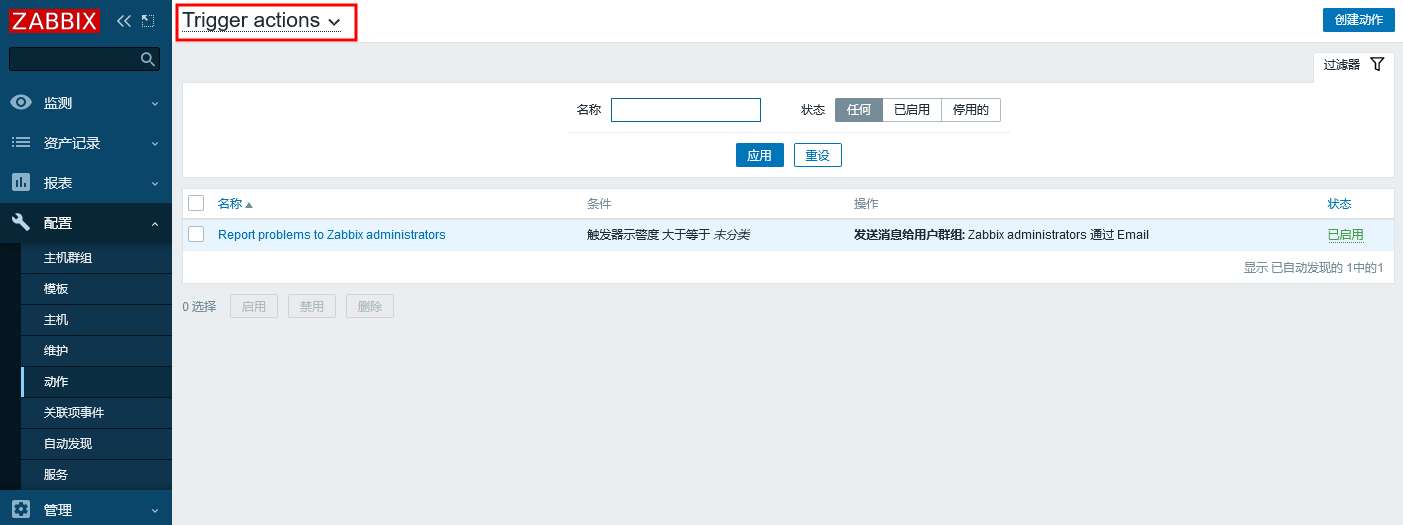 ZABBIX
监测
资产记录
报表
配置
主机群组
模板
主机
维护
动作
关联项事件
自动发现
服务
管理
Trigger actions
创建动作
过滤器
名称 状态 任何 已启用 停用的
应用 重设
名称 条件 操作 状态
Report problems to Zabbix administrators 触发器示警度 大于等于 未分类 发送消息给用户群组: Zabbix administrators 通过 Email 已启用
显示 已自动发现的 1中的1
0 选择 启用 禁用 删除